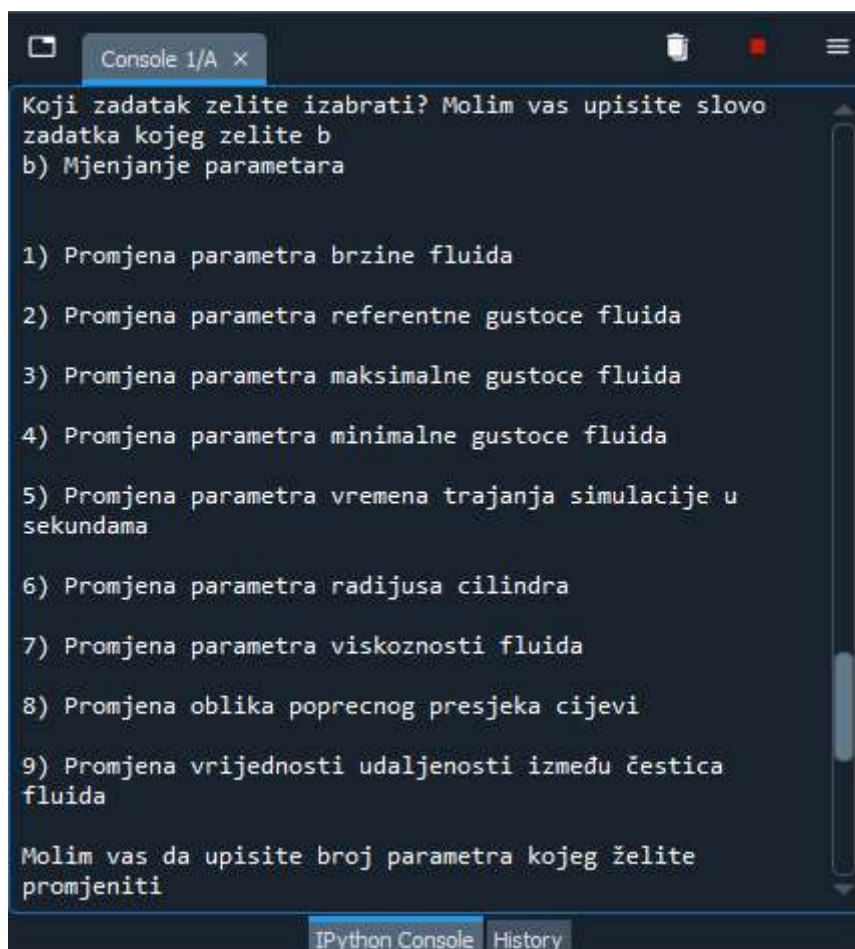 Console 1/A ×
Koji zadatak zelite izabrati? Molim vas upisite slovo
zadatka kojeg zelite b
b) Mjenjanje parametara
1) Promjena parametra brzine fluida
2) Promjena parametra referentne gustoce fluida
3) Promjena parametra maksimalne gustoce fluida
4) Promjena parametra minimalne gustoce fluida
5) Promjena parametra vremena trajanja simulacije u
sekundama
6) Promjena parametra radijusa cilindra
7) Promjena parametra viskoznosti fluida
8) Promjena oblika poprecnog presjeka cijevi
9) Promjena vrijednosti udaljenosti između čestica
fluida
Molim vas da upisite broj parametra kojeg želite
promjeniti
IPython Console History